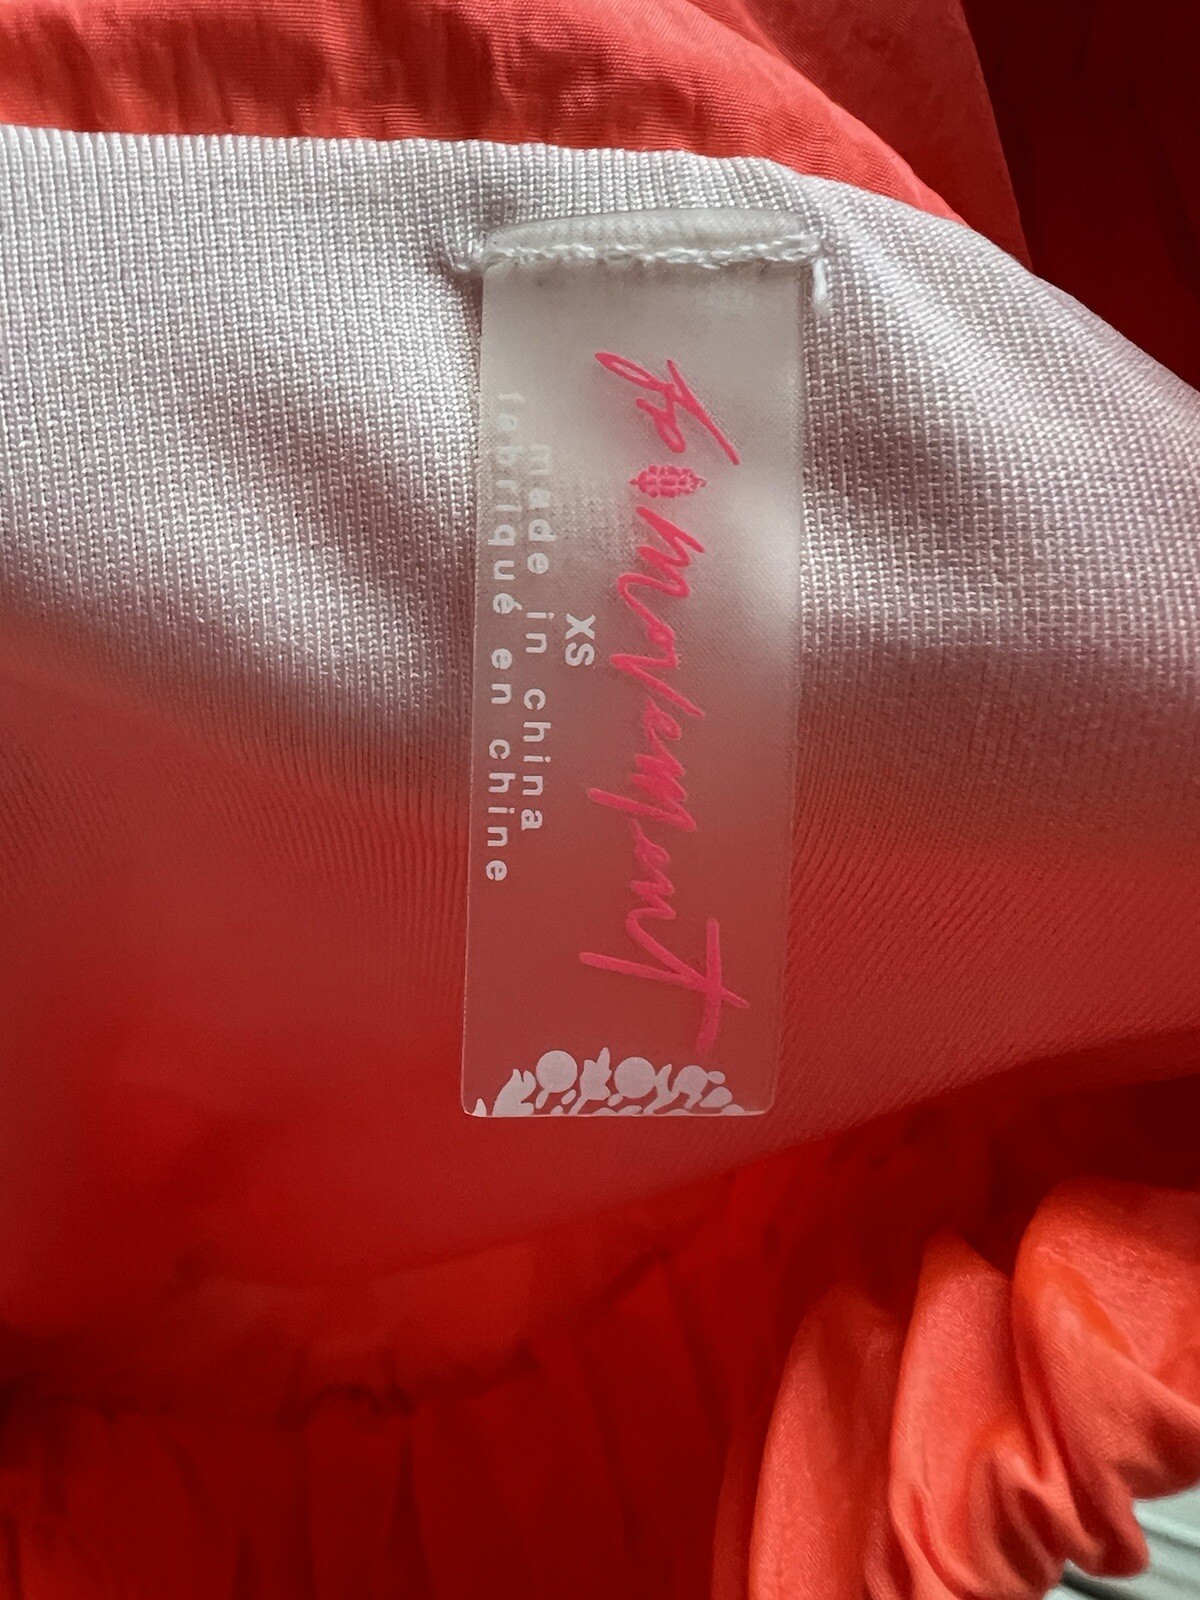 fp movement
XS
made in china
fabriqué en chine